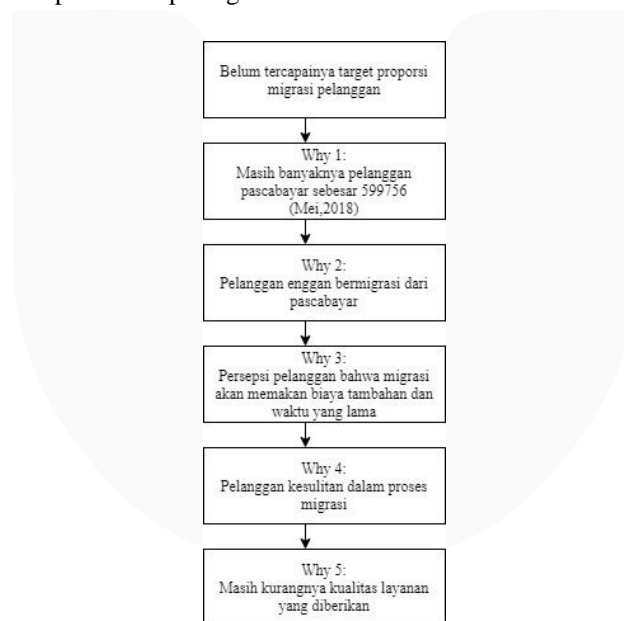 Belum tercapainya target proporsi
migrasi pelanggan
Why 1:
Masih banyaknya pelanggan
pascabayar sebesar 599756
(Mei,2018)
Why 2:
Pelanggan enggan bermigrasi dari
pascabayar
Why 3:
Persepsi pelanggan bahwa migrasi
akan memakan biaya tambahan dan
waktu yang lama
Why 4:
Pelanggan kesulitan dalam proses
migrasi
Why 5:
Masih kurangnya kualitas layanan
yang diberikan